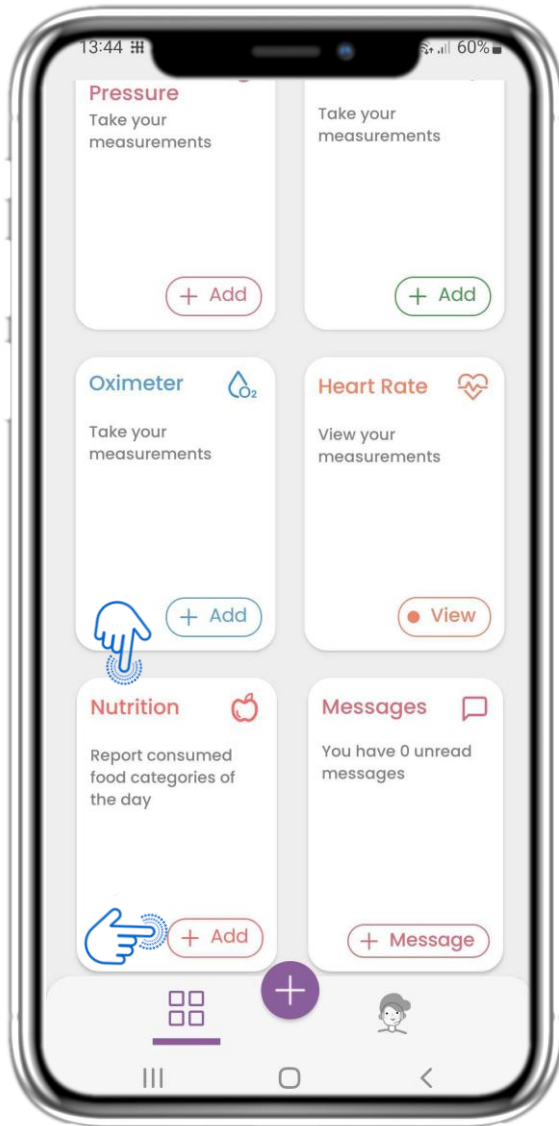 13:44
60%
Pressure
Take your
measurements
Take your
measurements
+ Add
+ Add
Oximeter
O₂
Heart Rate
Take your
measurements
View your
measurements
+ Add
View
Nutrition
Messages
Report consumed
food categories of
the day
You have 0 unread
messages
+ Add
+ Message